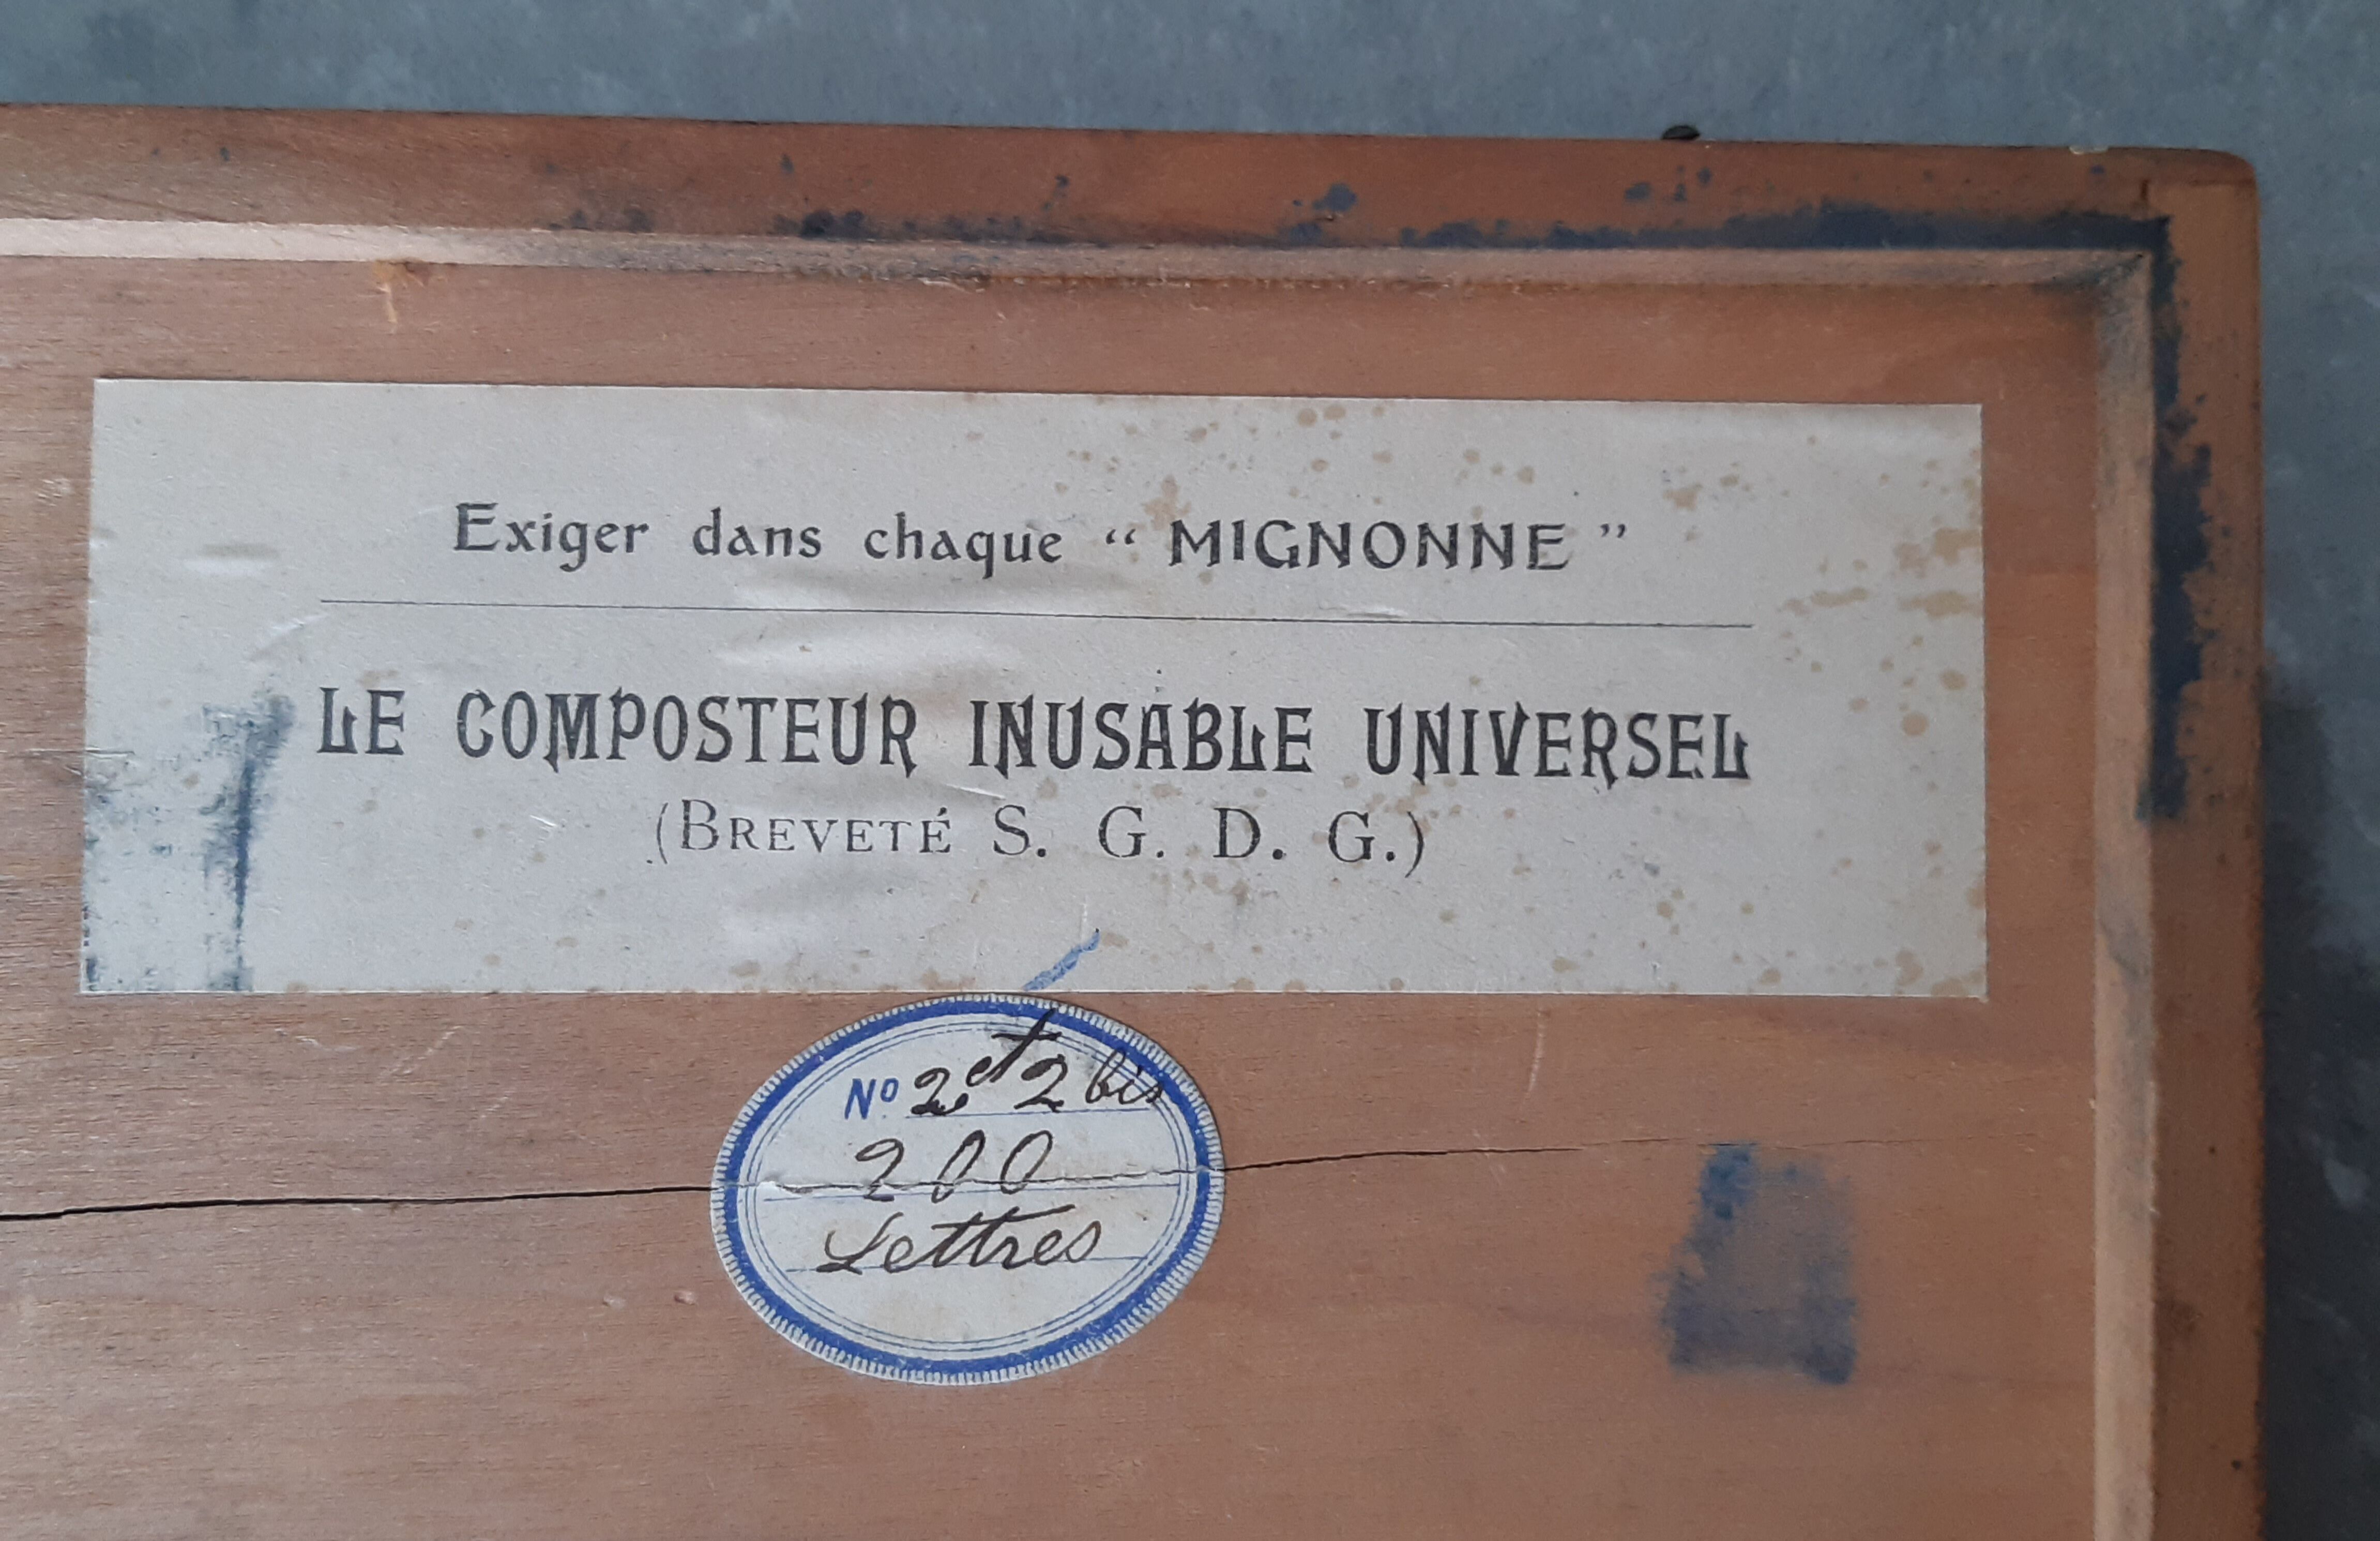 Exiger dans chaque “ MIGNONNE ”
LE COMPOSTEUR INUSABLE UNIVERSEL
(BREVETÉ S. G. D. G.)
No 2 et 2 bis
200
Lettres